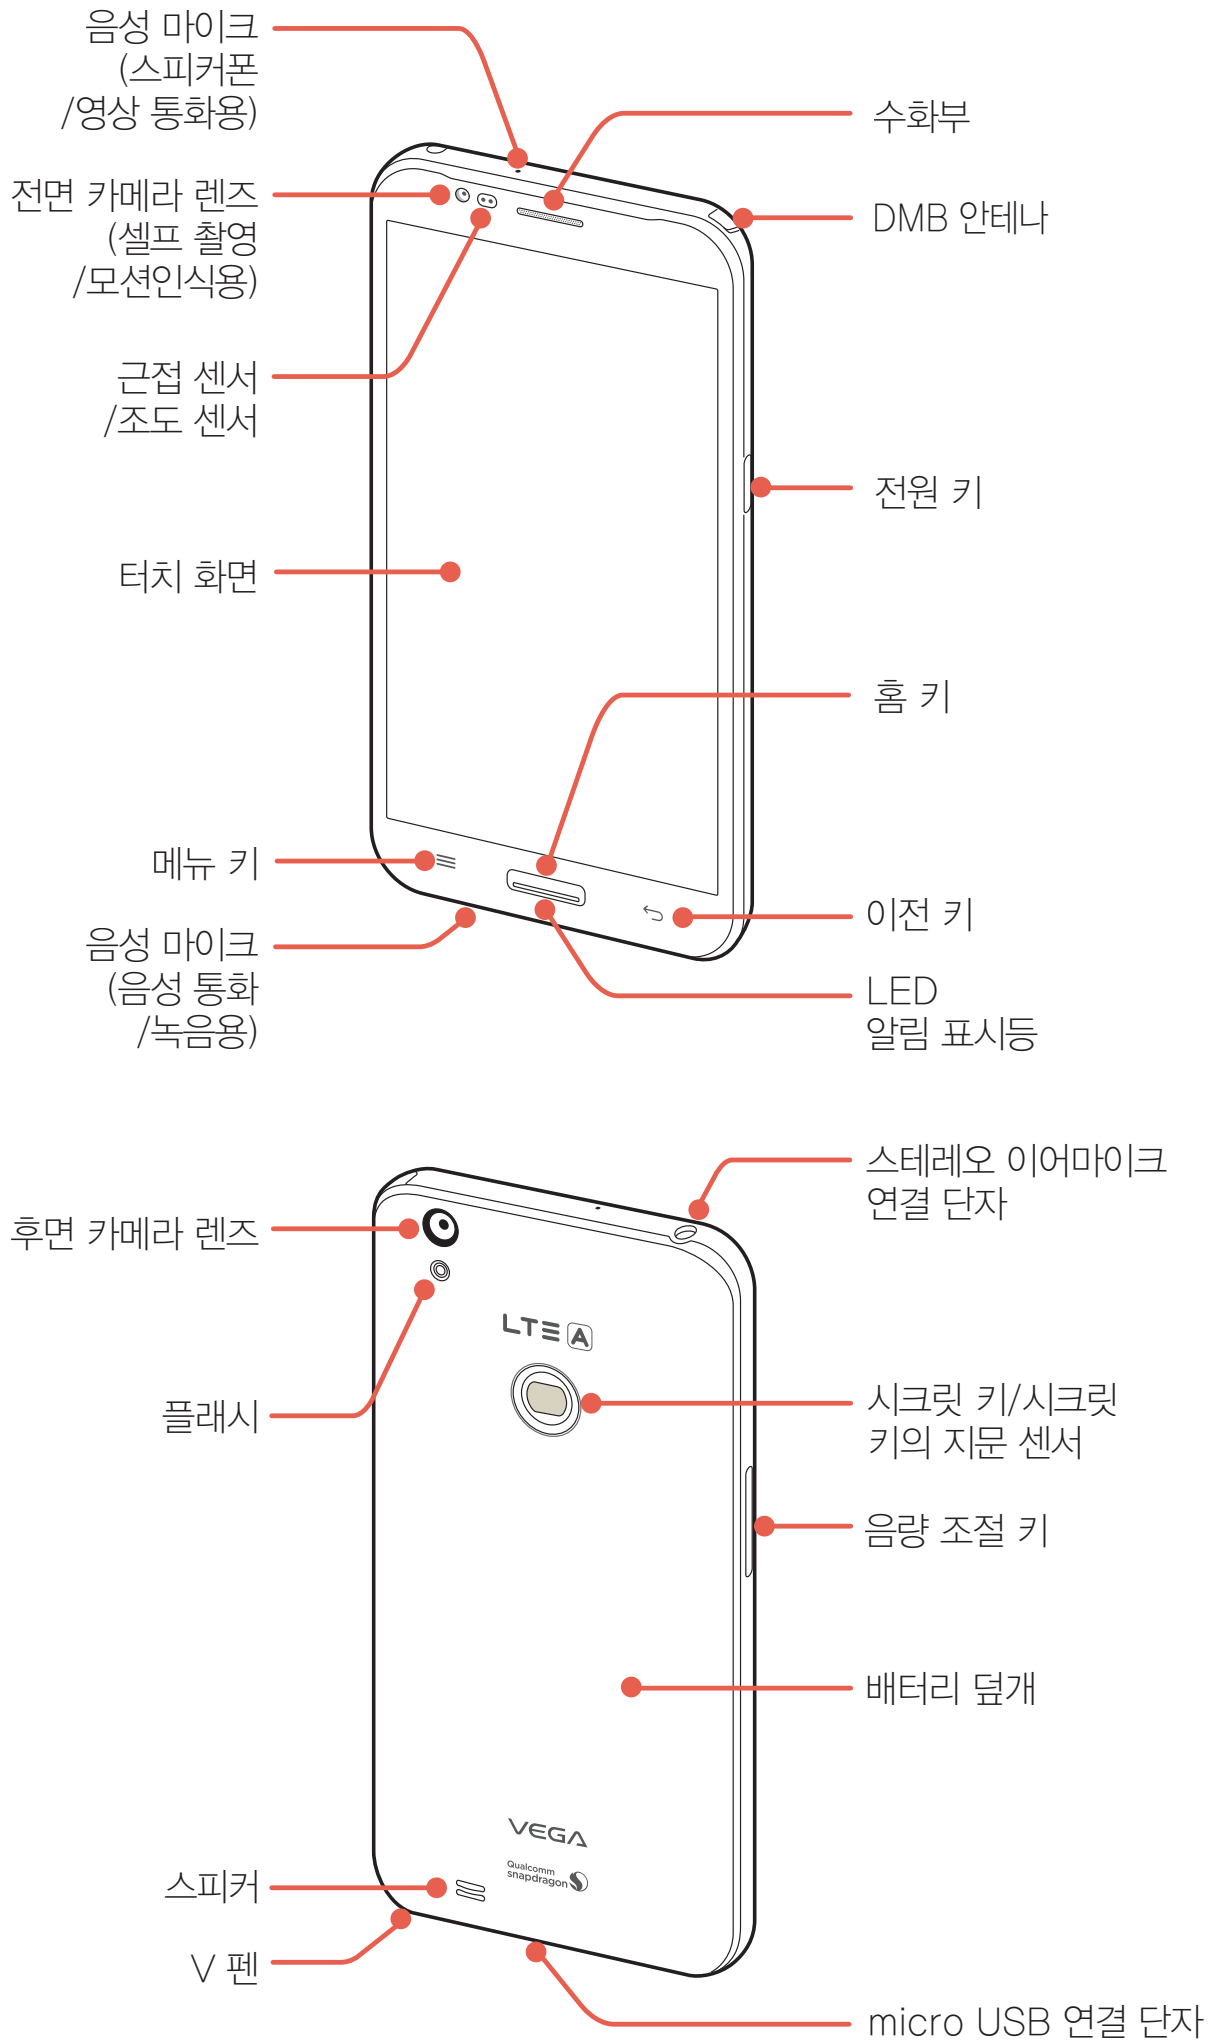 음성 마이크
(스피커폰
/영상 통화용)
수화부
전면 카메라 렌즈
(셀프 촬영
/모션인식용)
DMB 안테나
근접 센서
/조도 센서
전원 키
터치 화면
홈 키
메뉴 키
이전 키
음성 마이크
(음성 통화
/녹음용)
LED
알림 표시등
스테레오 이어마이크
연결 단자
후면 카메라 렌즈
LTE A
플래시
시크릿 키/시크릿
키의 지문 센서
음량 조절 키
배터리 덮개
VEGA
Qualcomm
snapdragon
스피커
V 펜
micro USB 연결 단자